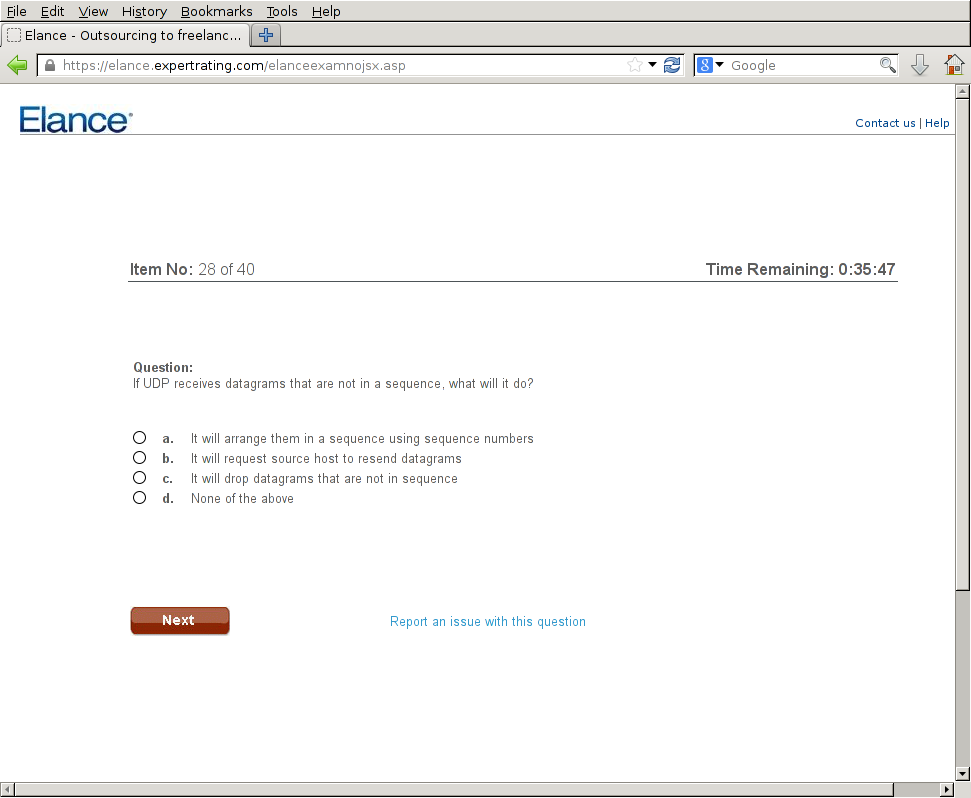 File Edit View History Bookmarks Tools Help
Elance - Outsourcing to freelanc...
https://elance.expertrating.com/elanceexamnojsx.asp
8 Google
Elance
Contact us | Help
Item No: 28 of 40
Time Remaining: 0:35:47
Question:
If UDP receives datagrams that are not in a sequence, what will it do?
a. It will arrange them in a sequence using sequence numbers
b. It will request source host to resend datagrams
c. It will drop datagrams that are not in sequence
d. None of the above
Next
Report an issue with this question